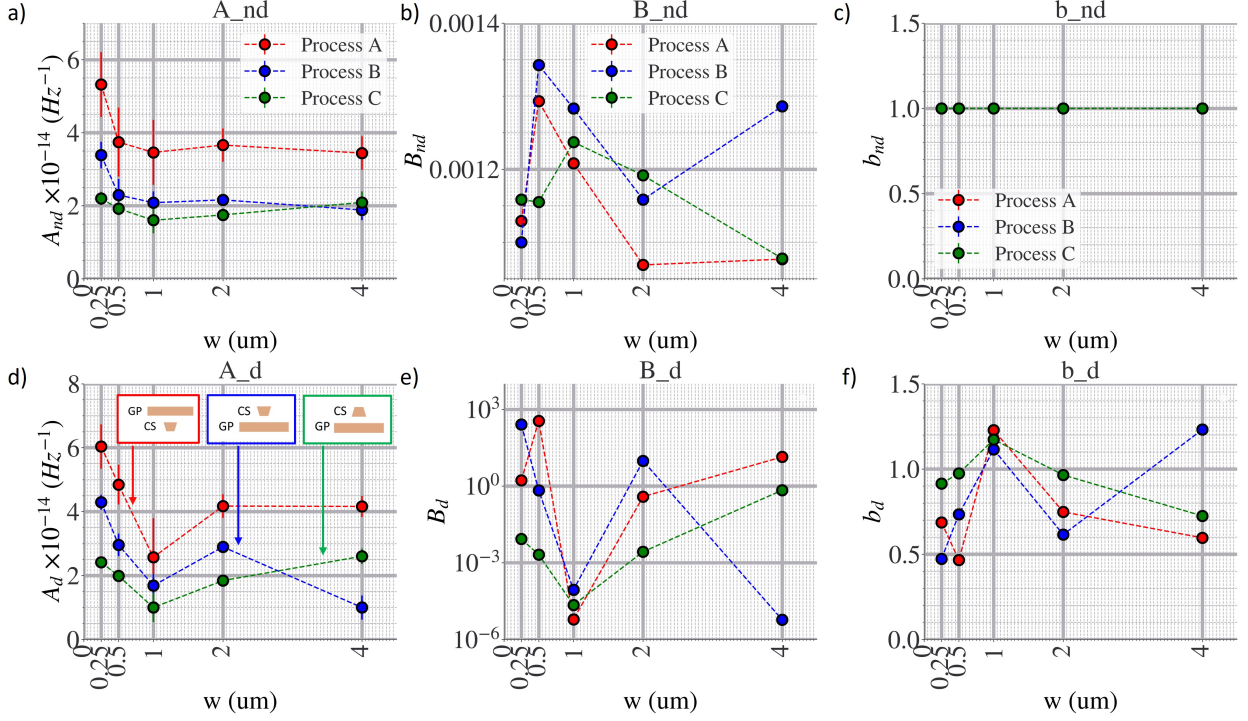 a) A_nd
A_nd ×10^−14 (Hz^−1)
6
4
2
0
Process A
Process B
Process C
0
0.25
0.5
1
2
4
w (um)
b) B_nd
B_nd
0.0014
0.0012
Process A
Process B
Process C
0
0.25
0.5
1
2
4
w (um)
c) b_nd
b_nd
1.5
1.0
0.5
0.0
Process A
Process B
Process C
0
0.25
0.5
1
2
4
w (um)
d) A_d
A_d ×10^−14 (Hz^−1)
8
6
4
2
0
GP
CS
CS
GP
CS
GP
0
0.25
0.5
1
2
4
w (um)
e) B_d
B_d
10^3
10^0
10^−3
10^−6
0
0.25
0.5
1
2
4
w (um)
f) b_d
b_d
1.5
1.0
0.5
0.0
0
0.25
0.5
1
2
4
w (um)